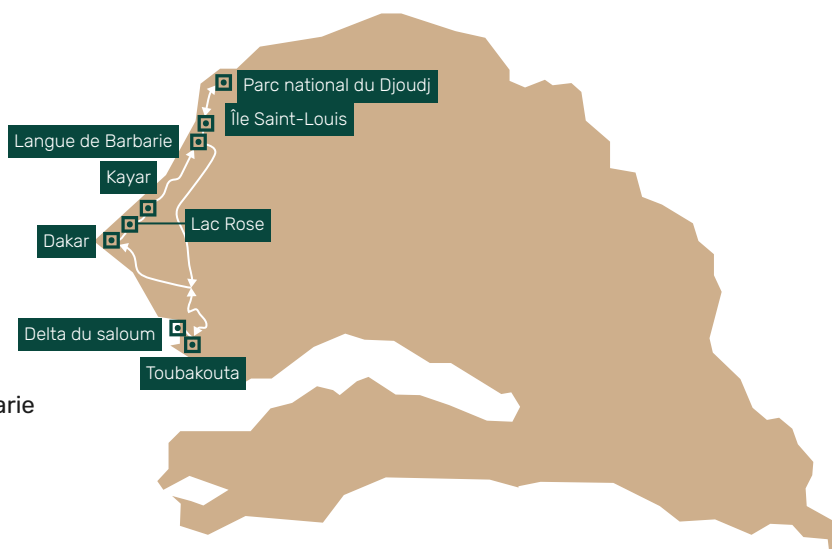 Parc national du Djoudj
Île Saint-Louis
Langue de Barbarie
Kayar
Lac Rose
Dakar
Delta du saloum
Toubakouta
arie